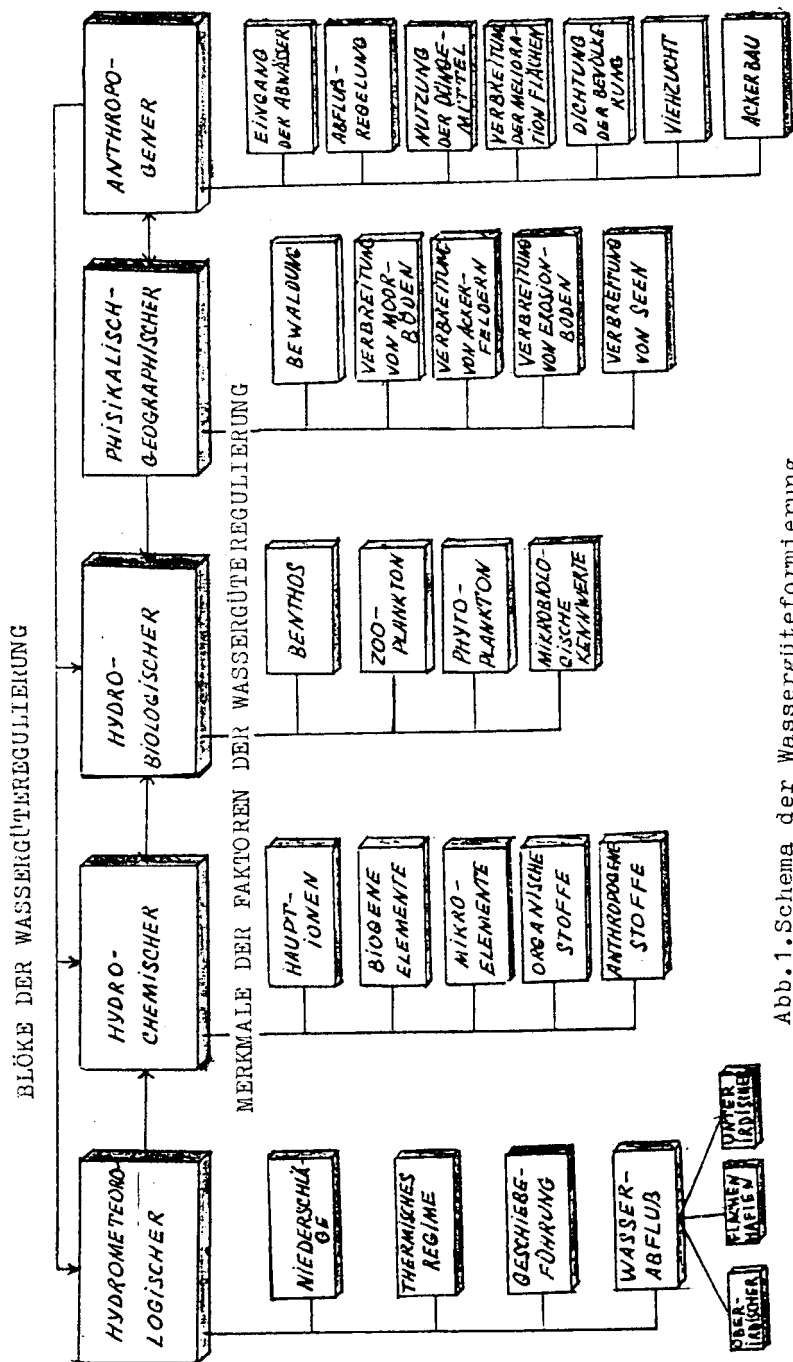 BLÖKE DER WASSERGÜTEREGULIERUNG
HYDROMETEORO-
LOGISCHER
HYDRO-
CHEMISCHER
HYDRO-
BIOLOGISCHER
PHISIKALISCH-
GEOGRAPHISCHER
ANTHROPO-
GENER
MERKMALE DER FAKTOREN DER WASSERGÜTEREGULIERUNG
NIEDERSCHLÄ-
GE
THERMISCHES
REGIME
GESCHIEBE-
FÜHRUNG
WASSER-
ABFLUß
OBER-
IRDISCHER
FLÄCHEN
UNTER
IRDISCHER
HAUPT-
IONEN
BIOGENE
ELEMENTE
MIKRO-
ELEMENTE
ORGANISCHE
STOFFE
ANTHROPOGENE
STOFFE
BENTHOS
ZOO-
PLANKTON
PHYTO-
PLANKTON
MIKROBIOLO-
GISCHE
KENNWERTE
BEWALDUNG
VERBREITUNG
VON MOOR-
BÖDEN
VERBREITUNG
VON ACKER-
FELDERN
VERBREITUNG
VON EROSION-
BODEN
VERBREITUNG
VON SEEN
EINGANG
DER ABWÄSSER
ABFLUß-
REGELUNG
NUTZUNG
DER DÜNGE-
MITTEL
VERBREITUNG
DER MELIORA-
TION FLÄCHEN
DICHTUNG
DER BEVÖLKE
RUNG
VIEHZUCHT
ACKERBAU
Abb.1.Schema der Wassergüteformierung